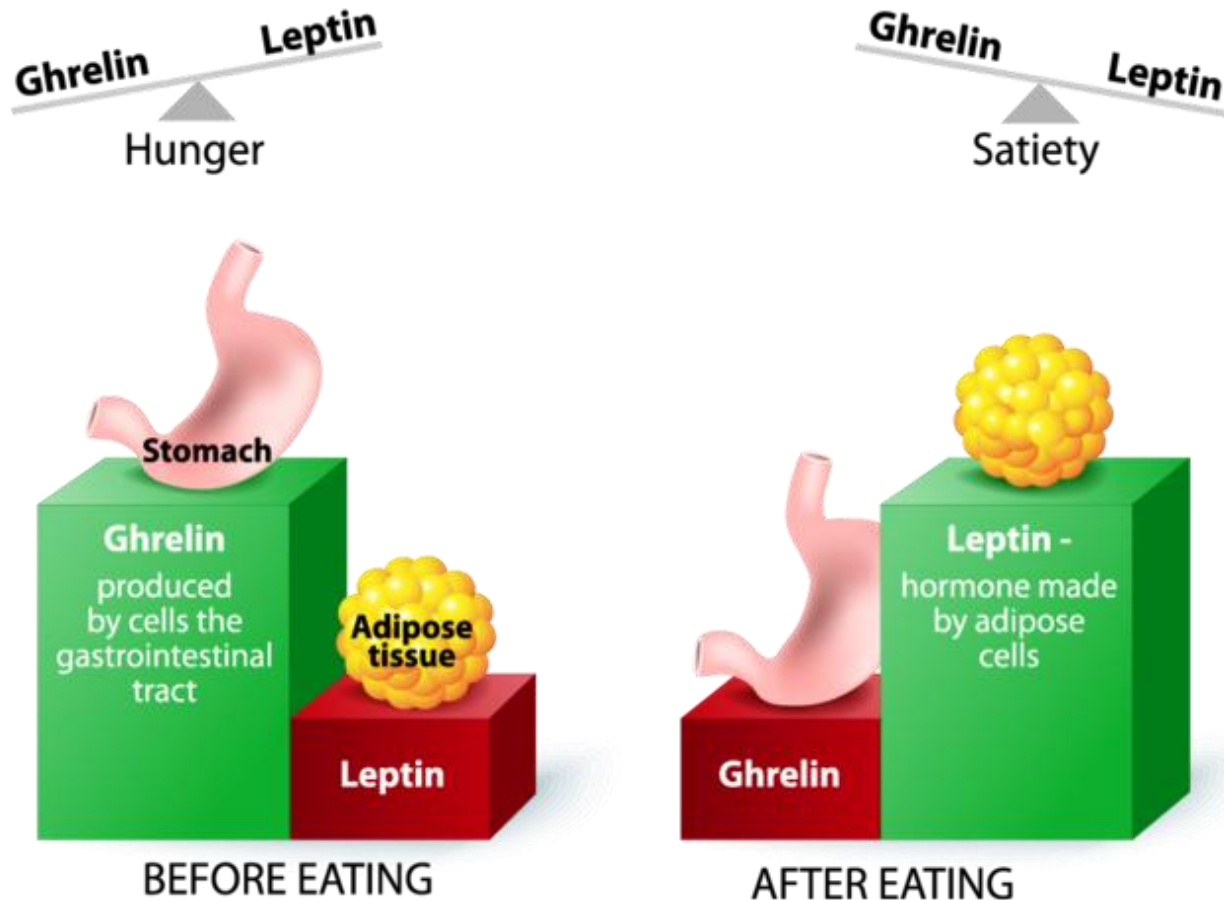 Ghrelin
Leptin
Hunger
Ghrelin
Leptin
Satiety
Stomach
Ghrelin
produced
by cells the
gastrointestinal
tract
Adipose
tissue
Leptin
BEFORE EATING
Leptin -
hormone made
by adipose
cells
Ghrelin
AFTER EATING